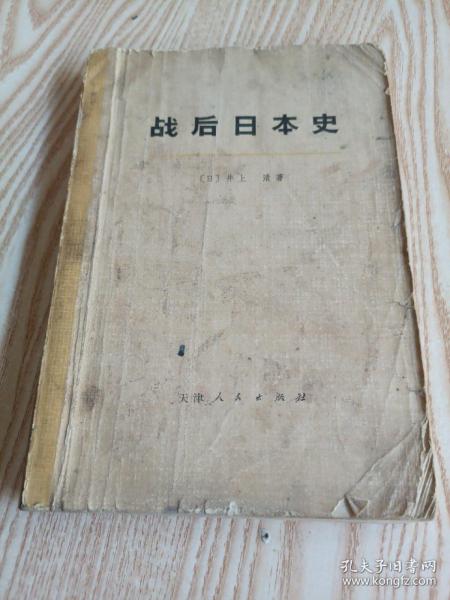 战后日本史
〔日〕井上 清著
天津人民出版社
孔夫子旧书网
www.kongfz.com